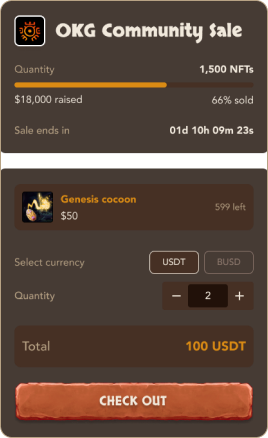 OKG Community Sale
Quantity 1,500 NFTs
$18,000 raised 66% sold
Sale ends in 01d 10h 09m 23s
Genesis cocoon
$50
599 left
Select currency USDT BUSD
Quantity − 2 +
Total 100 USDT
CHECK OUT